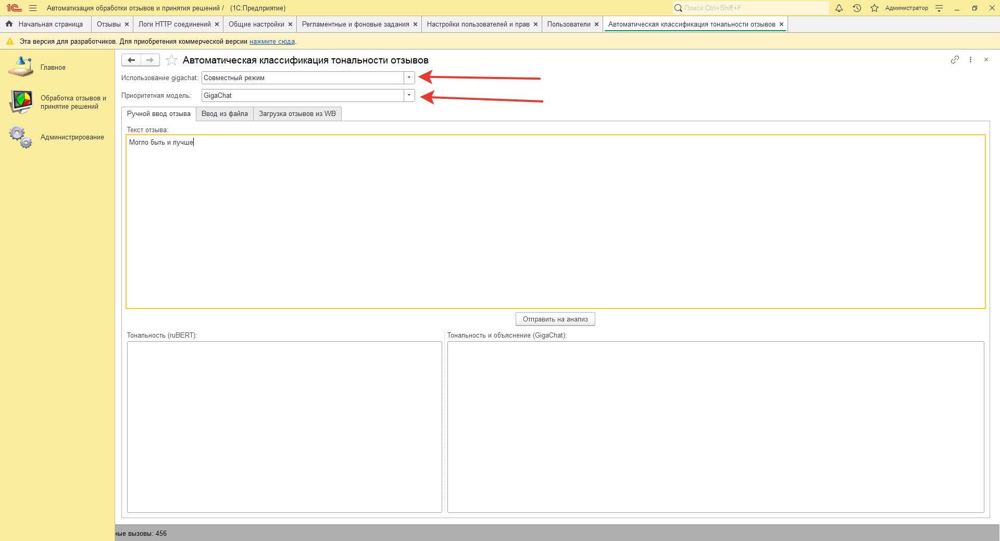 1С Автоматизация обработки отзывов и принятия решений / (1С:Предприятие) Поиск Ctrl+Shift+F Администратор
Начальная страница Отзывы Логи HTTP соединений Общие настройки Регламентные и фоновые задания Настройки пользователей и прав Пользователи Автоматическая классификация тональности отзывов
Эта версия для разработчиков. Для приобретения коммерческой версии нажмите сюда.
Главное
Обработка отзывов и
принятие решений
Администрирование
Автоматическая классификация тональности отзывов
Использование gigachat: Совместный режим
Приоритетная модель: GigaChat
Ручной ввод отзыва Ввод из файла Загрузка отзывов из WB
Текст отзыва:
Могло быть и лучше
Отправить на анализ
Тональность (ruBERT): Тональность и объяснение (GigaChat):
ные вызовы: 456